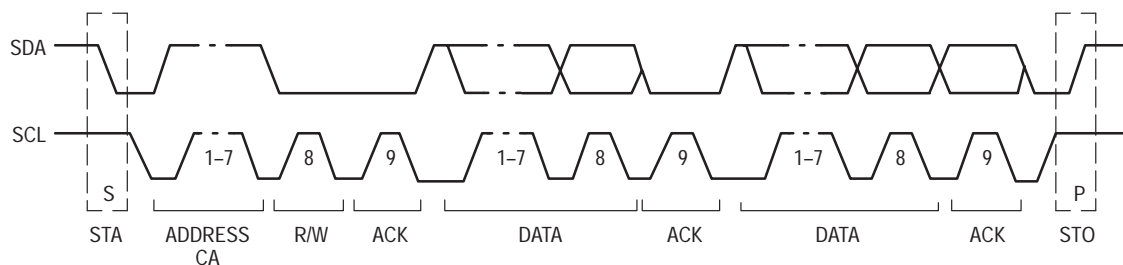 SDA
SCL
1–7 8 9 1–7 8 9 1–7 8 9
S P
STA ADDRESS R/W ACK DATA ACK DATA ACK STO
CA